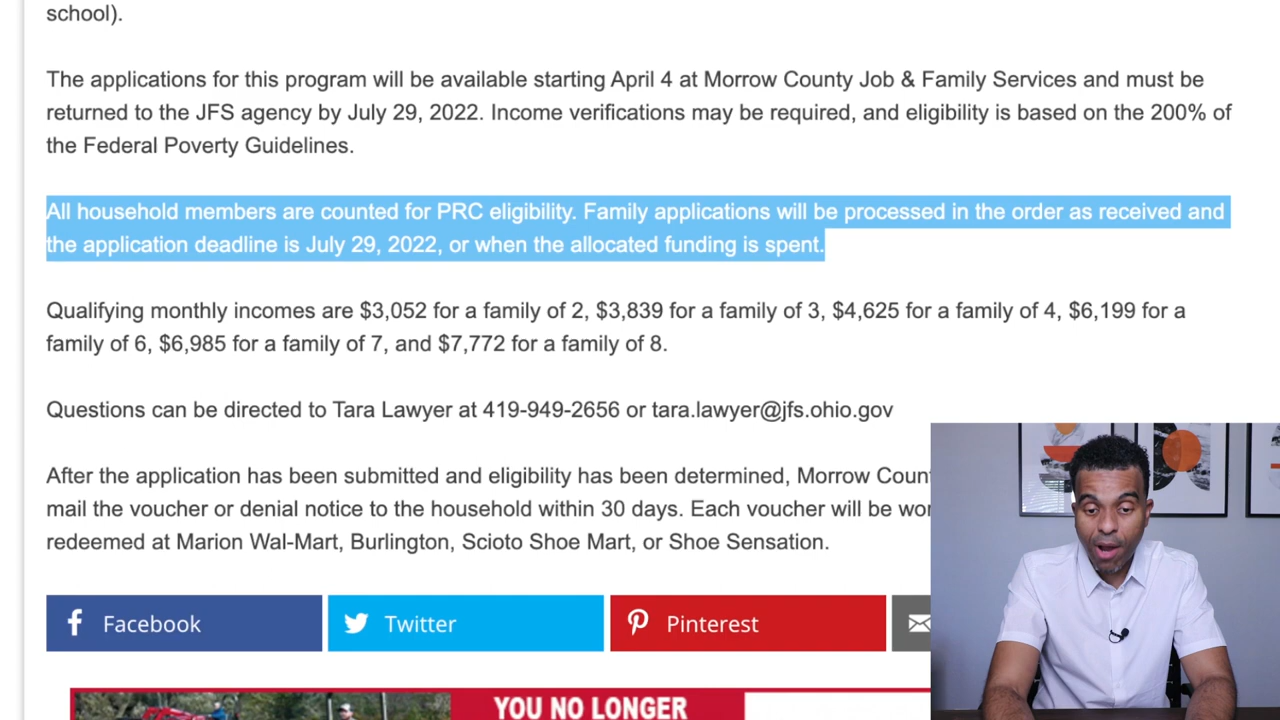 school).
The applications for this program will be available starting April 4 at Morrow County Job & Family Services and must be
returned to the JFS agency by July 29, 2022. Income verifications may be required, and eligibility is based on the 200% of
the Federal Poverty Guidelines.
All household members are counted for PRC eligibility. Family applications will be processed in the order as received and
the application deadline is July 29, 2022, or when the allocated funding is spent.
Qualifying monthly incomes are $3,052 for a family of 2, $3,839 for a family of 3, $4,625 for a family of 4, $6,199 for a
family of 6, $6,985 for a family of 7, and $7,772 for a family of 8.
Questions can be directed to Tara Lawyer at 419-949-2656 or tara.lawyer@jfs.ohio.gov
After the application has been submitted and eligibility has been determined, Morrow
mail the voucher or denial notice to the household within 30 days. Each voucher will be
redeemed at Marion Wal-Mart, Burlington, Scioto Shoe Mart, or Shoe Sensation.
Facebook
Twitter
Pinterest
YOU NO LONGER